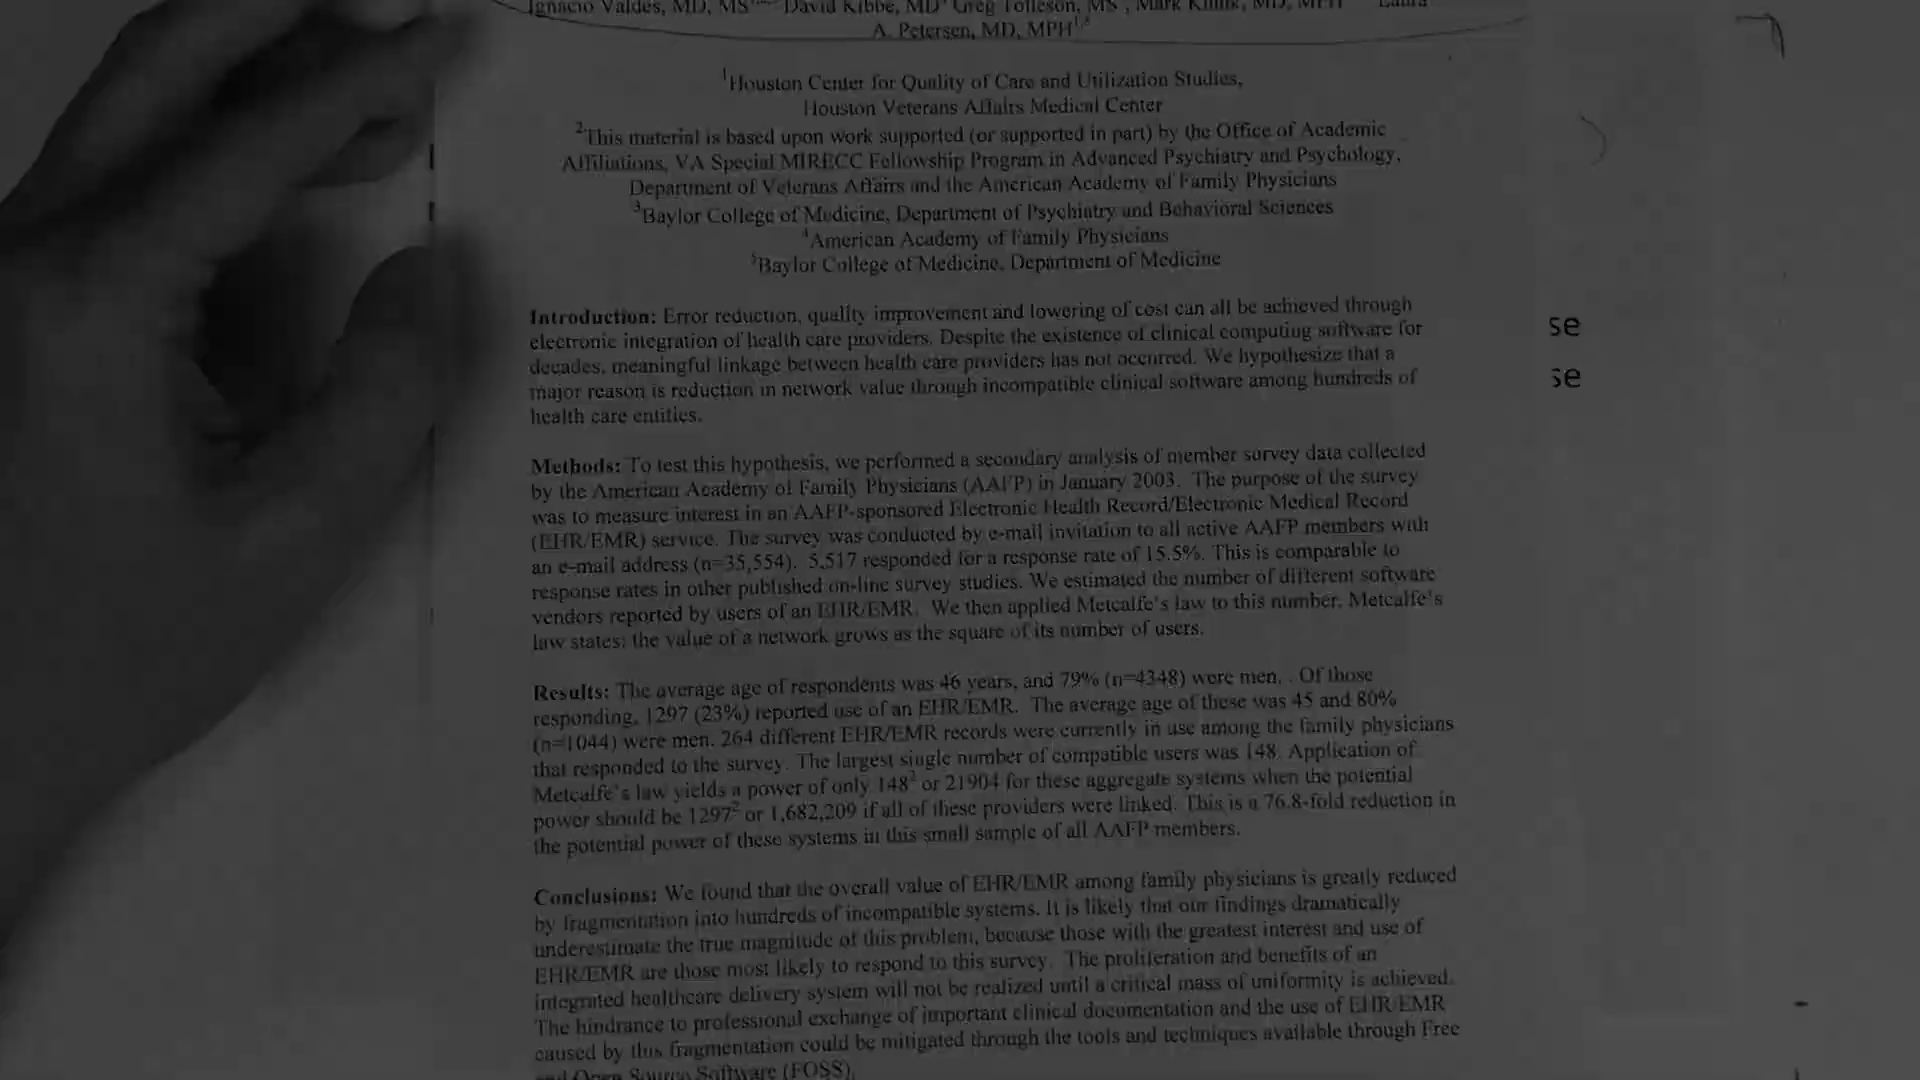 Ignacio Valdes, MD, MS David Kibbe, MD Greg Tolleson, MS, Mark Kunik, MD, MPH Laura
A. Petersen, MD, MPH
1Houston Center for Quality of Care and Utilization Studies,
Houston Veterans Affairs Medical Center
2This material is based upon work supported (or supported in part) by the Office of Academic
Affiliations, VA Special MIRECC Fellowship Program in Advanced Psychiatry and Psychology,
Department of Veterans Affairs and the American Academy of Family Physicians
3Baylor College of Medicine, Department of Psychiatry and Behavioral Sciences
4American Academy of Family Physicians
5Baylor College of Medicine, Department of Medicine
Introduction: Error reduction, quality improvement and lowering of cost can all be achieved through
electronic integration of health care providers. Despite the existence of clinical computing software for
decades, meaningful linkage between health care providers has not occurred. We hypothesize that a
major reason is reduction in network value through incompatible clinical software among hundreds of
health care entities.
se
se
Methods: To test this hypothesis, we performed a secondary analysis of member survey data collected
by the American Academy of Family Physicians (AAFP) in January 2003. The purpose of the survey
was to measure interest in an AAFP-sponsored Electronic Health Record/Electronic Medical Record
(EHR/EMR) service. The survey was conducted by e-mail invitation to all active AAFP members with
an e-mail address (n=35,554). 5,517 responded for a response rate of 15.5%. This is comparable to
response rates in other published on-line survey studies. We estimated the number of different software
vendors reported by users of an EHR/EMR. We then applied Metcalfe's law to this number. Metcalfe's
law states: the value of a network grows as the square of its number of users.
Results: The average age of respondents was 46 years, and 79% (n=4348) were men. . Of those
responding, 1297 (23%) reported use of an EHR/EMR. The average age of these was 45 and 80%
(n=1044) were men. 264 different EHR/EMR records were currently in use among the family physicians
that responded to the survey. The largest single number of compatible users was 148. Application of
Metcalfe's law yields a power of only 148² or 21904 for these aggregate systems when the potential
power should be 1297² or 1,682,209 if all of these providers were linked. This is a 76.8-fold reduction in
the potential power of these systems in this small sample of all AAFP members.
Conclusions: We found that the overall value of EHR/EMR among family physicians is greatly reduced
by fragmentation into hundreds of incompatible systems. It is likely that our findings dramatically
underestimate the true magnitude of this problem, because those with the greatest interest and use of
EHR/EMR are those most likely to respond to this survey. The proliferation and benefits of an
integrated healthcare delivery system will not be realized until a critical mass of uniformity is achieved.
The hindrance to professional exchange of important clinical documentation and the use of EHR/EMR
caused by this fragmentation could be mitigated through the tools and techniques available through Free
and Open Source Software (FOSS).